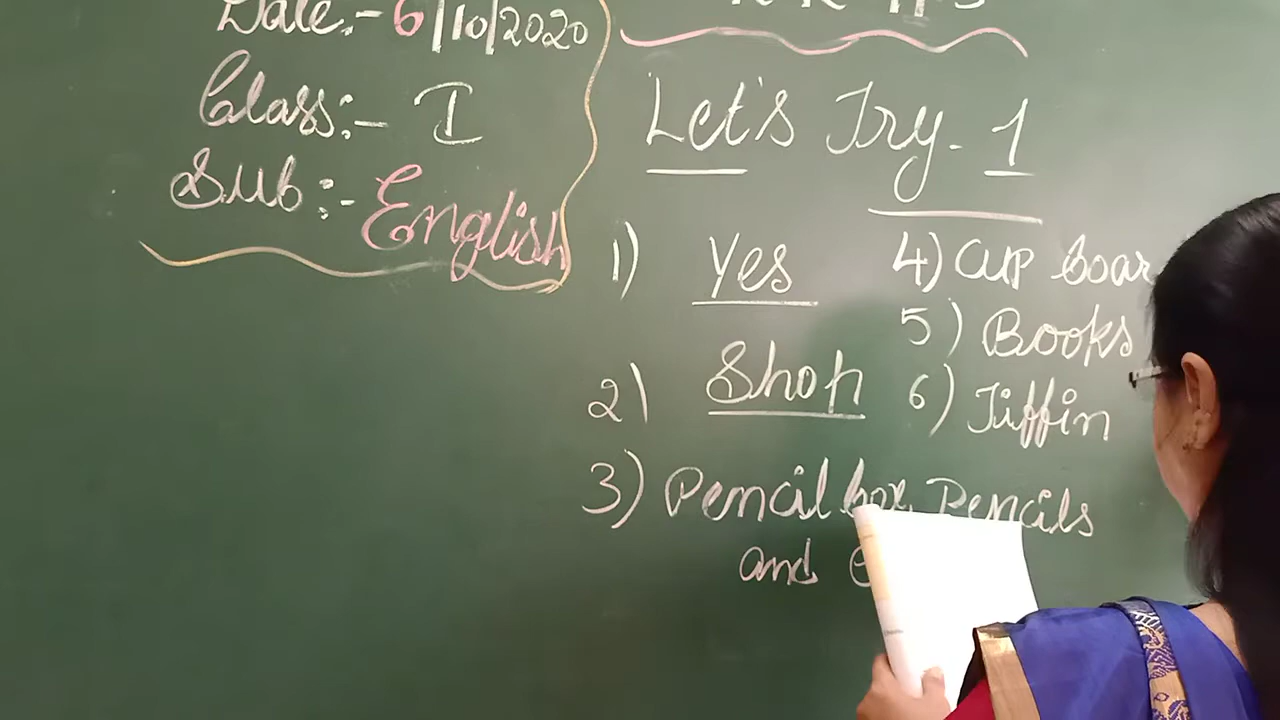 Date:- 6/10/2020
Class:- I
Sub:- English
Let's Try- 1
1) Yes
2) Shop
3) Pencil box, Pencils
and
4) Cup boar
5) Books
6) Tiffin